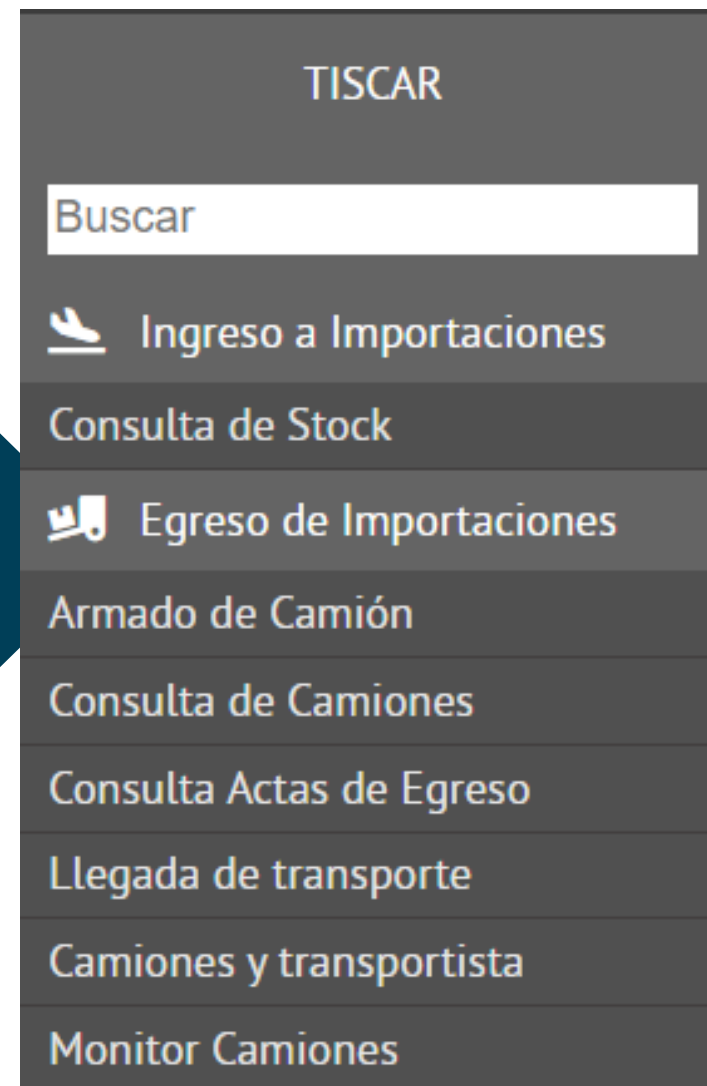 TISCAR
Buscar
Ingreso a Importaciones
Consulta de Stock
Egreso de Importaciones
Armado de Camión
Consulta de Camiones
Consulta Actas de Egreso
Llegada de transporte
Camiones y transportista
Monitor Camiones